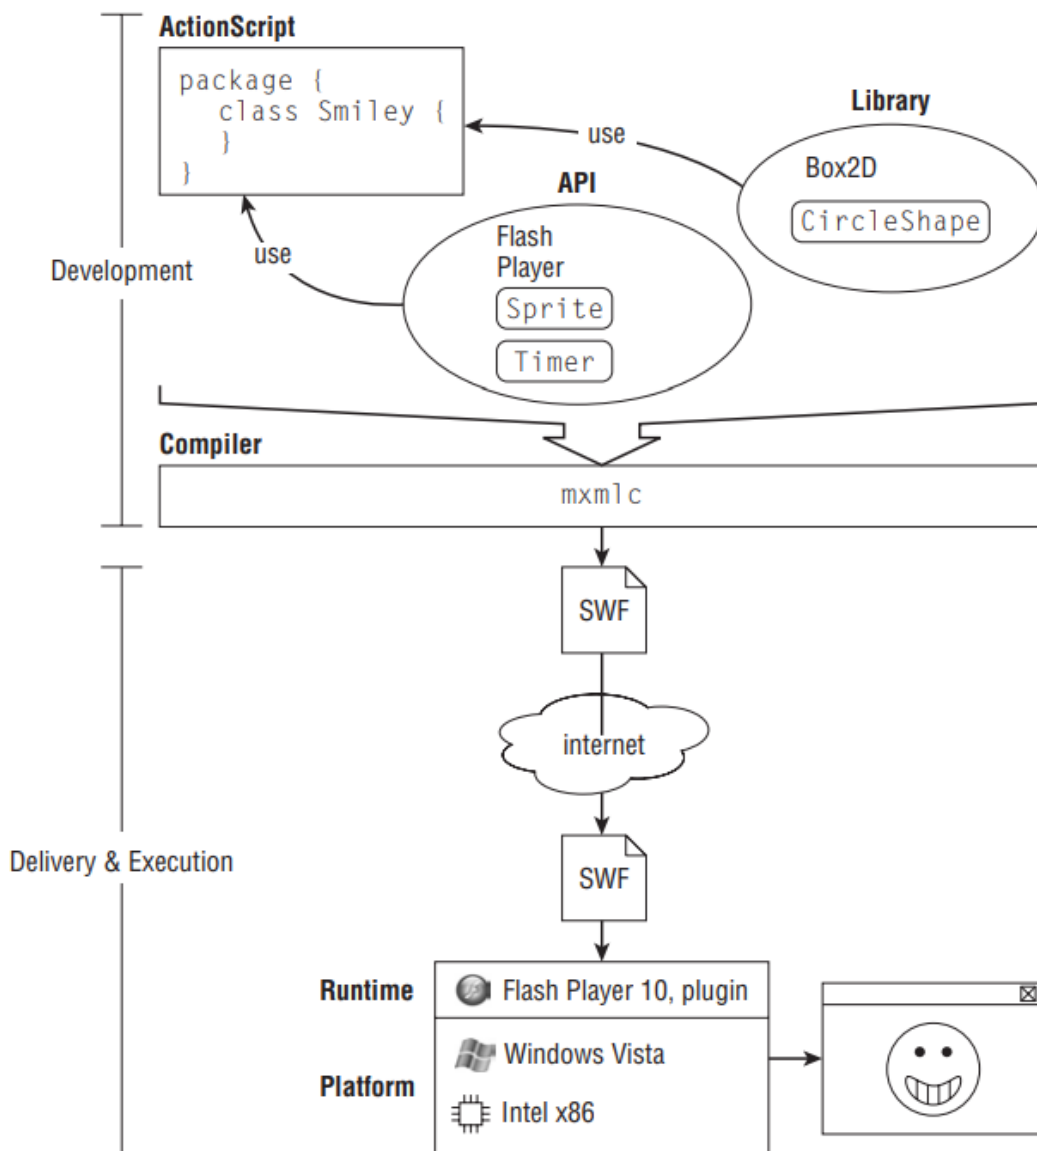 ActionScript
package {
class Smiley {
}
}
use
Library
Box2D
CircleShape
API
use
Flash
Player
Sprite
Timer
Development
Compiler
mxmlc
SWF
internet
Delivery & Execution
SWF
Runtime
Flash Player 10, plugin
Windows Vista
Platform
Intel x86